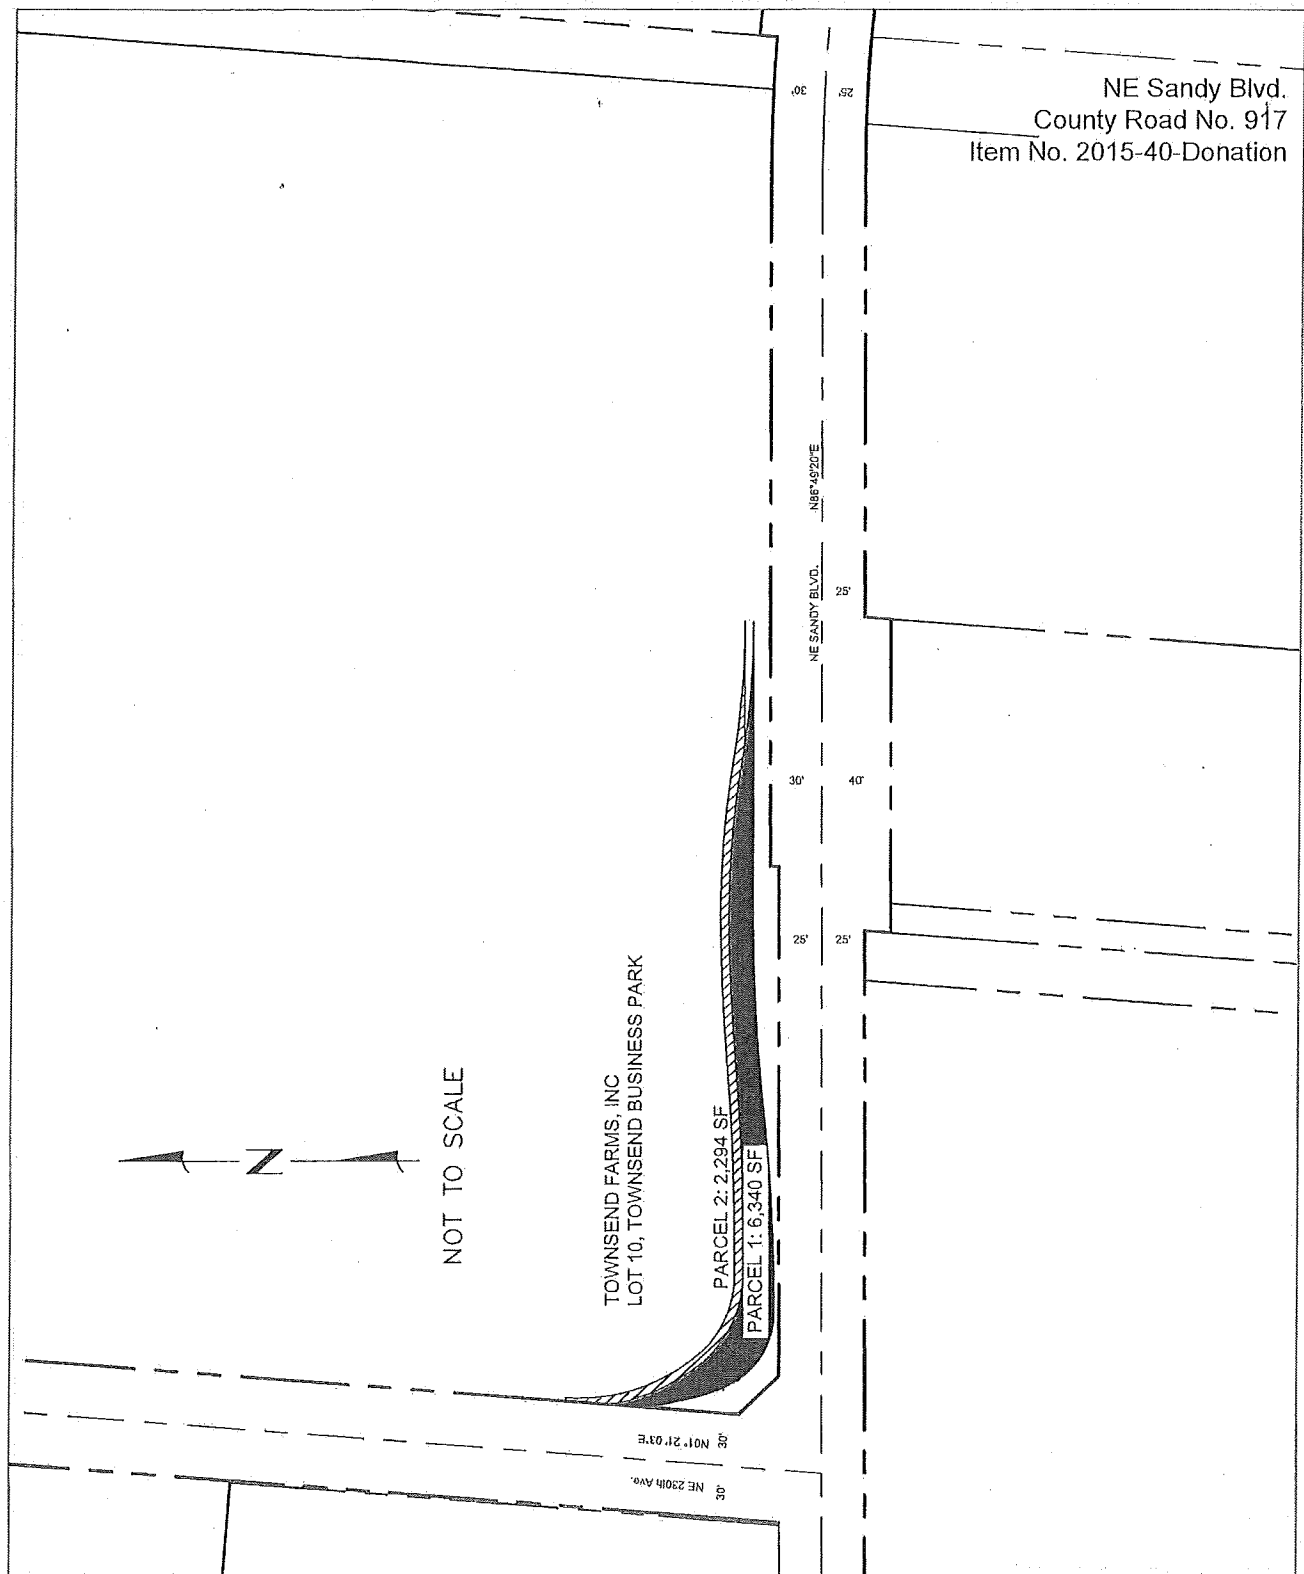 NE Sandy Blvd.
County Road No. 917
Item No. 2015-40-Donation
30'
25'
N86°49'20"E
NE SANDY BLVD.
25'
30'
40'
25'
25'
N
NOT TO SCALE
TOWNSEND FARMS, INC
LOT 10, TOWNSEND BUSINESS PARK
PARCEL 2: 2,294 SF
PARCEL 1: 6,340 SF
N01° 21' 03"E
30'
NE 230th Ave.
30'